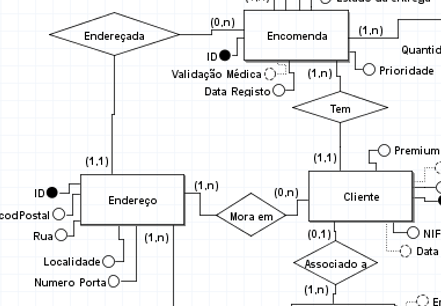 (0,n)
Endereçada
Encomenda
(1,n)
ID
Quantid
Validação Médica
(1,n)
Prioridade
Data Registo
Tem
(1,1)
(1,1)
Premium
ID
Endereço
(1,n)
(0,n)
Cliente
codPostal
Mora em
Rua
(1,n)
(0,1)
NIF
Data
Localidade
Associado a
Numero Porta
(1,n)